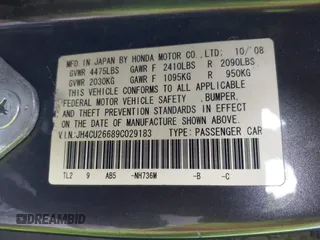 MFD. IN JAPAN BY HONDA MOTOR CO., LTD. 10/08
GVWR 4475LBS GAWR F 2410LBS R 2090LBS
GVWR 2030KG GAWR F 1095KG R 950KG
THIS VEHICLE CONFORMS TO ALL APPLICABLE
FEDERAL MOTOR VEHICLE SAFETY, BUMPER,
AND THEFT PREVENTION STANDARDS IN EFFECT
ON THE DATE OF MANUFACTURE SHOWN ABOVE.
V.I.N.: JH4CU26689C029183 TYPE: PASSENGER CAR
TL2 9 AB5 -NH736M -B -C
DREAMBID